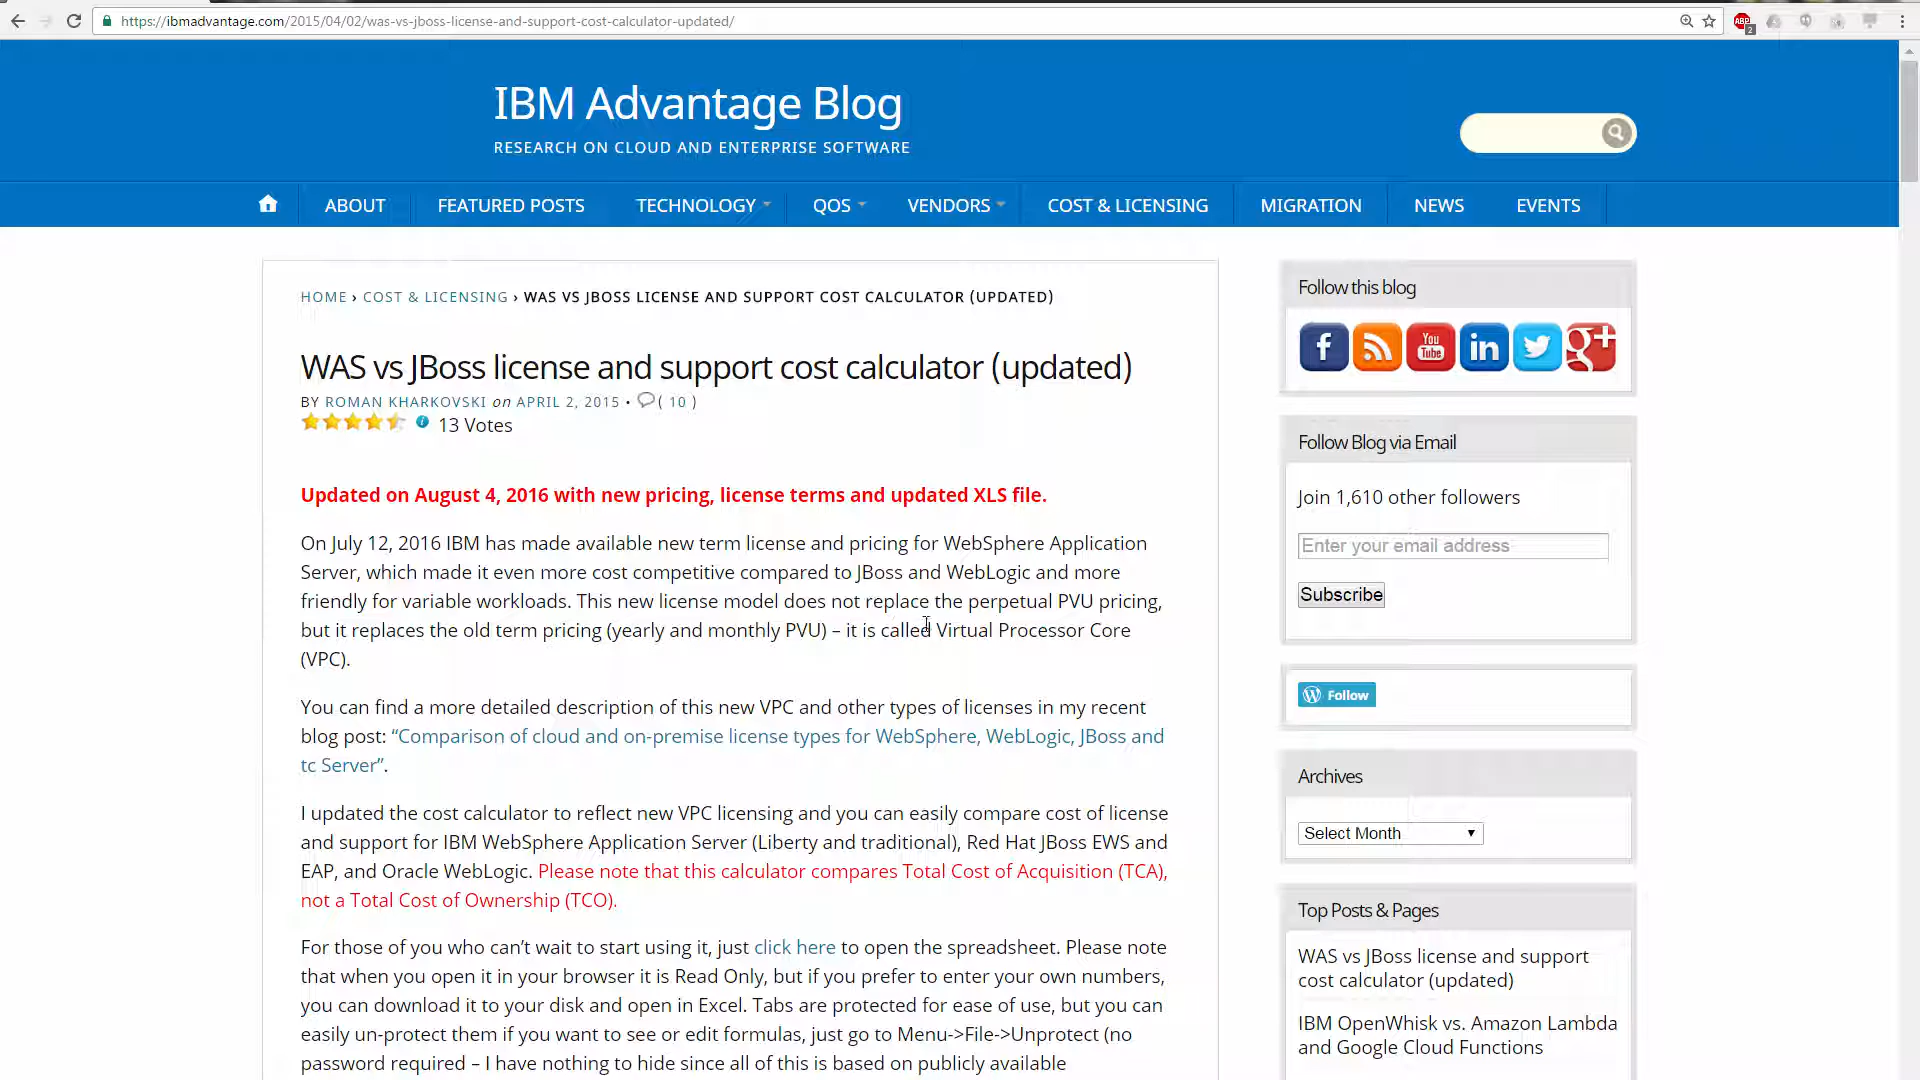 https://ibmadvantage.com/2015/04/02/was-vs-jboss-license-and-support-cost-calculator-updated/
ABP
2
IBM Advantage Blog
RESEARCH ON CLOUD AND ENTERPRISE SOFTWARE
ABOUT FEATURED POSTS TECHNOLOGY QOS VENDORS COST & LICENSING MIGRATION NEWS EVENTS
HOME › COST & LICENSING › WAS VS JBOSS LICENSE AND SUPPORT COST CALCULATOR (UPDATED)
WAS vs JBoss license and support cost calculator (updated)
BY ROMAN KHARKOVSKI on APRIL 2, 2015 • ( 10 )
13 Votes
Updated on August 4, 2016 with new pricing, license terms and updated XLS file.
On July 12, 2016 IBM has made available new term license and pricing for WebSphere Application
Server, which made it even more cost competitive compared to JBoss and WebLogic and more
friendly for variable workloads. This new license model does not replace the perpetual PVU pricing,
but it replaces the old term pricing (yearly and monthly PVU) – it is called Virtual Processor Core
(VPC).
You can find a more detailed description of this new VPC and other types of licenses in my recent
blog post: “Comparison of cloud and on-premise license types for WebSphere, WebLogic, JBoss and
tc Server”.
I updated the cost calculator to reflect new VPC licensing and you can easily compare cost of license
and support for IBM WebSphere Application Server (Liberty and traditional), Red Hat JBoss EWS and
EAP, and Oracle WebLogic. Please note that this calculator compares Total Cost of Acquisition (TCA),
not a Total Cost of Ownership (TCO).
For those of you who can’t wait to start using it, just click here to open the spreadsheet. Please note
that when you open it in your browser it is Read Only, but if you prefer to enter your own numbers,
you can download it to your disk and open in Excel. Tabs are protected for ease of use, but you can
easily un-protect them if you want to see or edit formulas, just go to Menu->File->Unprotect (no
password required – I have nothing to hide since all of this is based on publicly available
Follow this blog
f
You
Tube
in
g+
Follow Blog via Email
Join 1,610 other followers
Enter your email address
Subscribe
Follow
Archives
Select Month
Top Posts & Pages
WAS vs JBoss license and support
cost calculator (updated)
IBM OpenWhisk vs. Amazon Lambda
and Google Cloud Functions